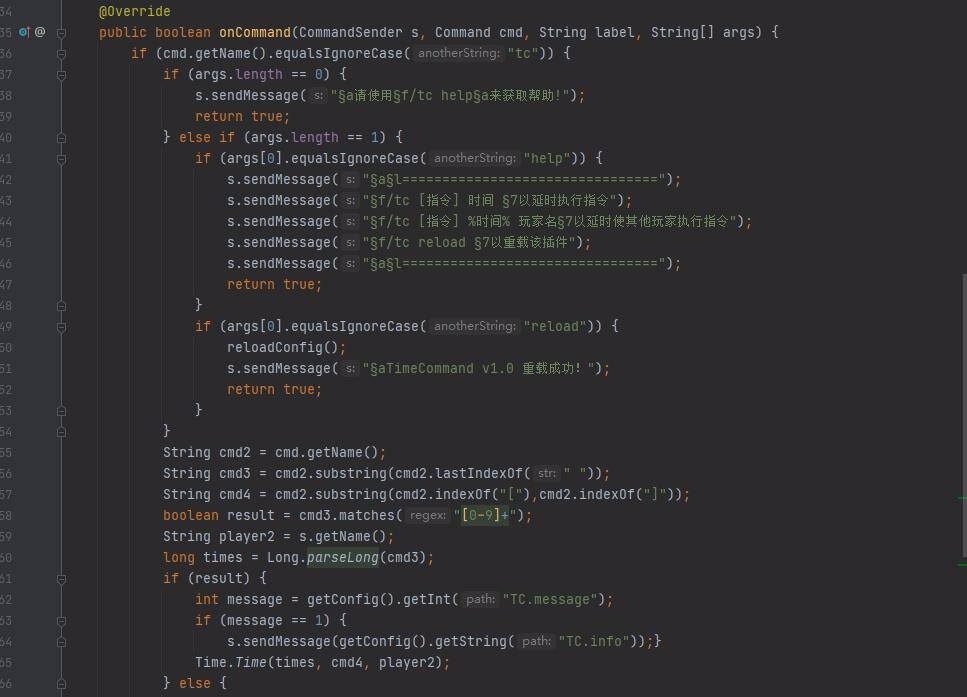 34 @Override
35 @ public boolean onCommand(CommandSender s, Command cmd, String label, String[] args) {
36 if (cmd.getName().equalsIgnoreCase( anotherString: "tc")) {
37 if (args.length == 0) {
38 s.sendMessage( s: "§a请使用§f/tc help§a来获取帮助!");
39 return true;
40 } else if (args.length == 1) {
41 if (args[0].equalsIgnoreCase( anotherString: "help")) {
42 s.sendMessage( s: "§a§l================================");
43 s.sendMessage( s: "§f/tc [指令] 时间 §7以延时执行指令");
44 s.sendMessage( s: "§f/tc [指令] %时间% 玩家名§7以延时使其他玩家执行指令");
45 s.sendMessage( s: "§f/tc reload §7以重载该插件");
46 s.sendMessage( s: "§a§l================================");
47 return true;
48 }
49 if (args[0].equalsIgnoreCase( anotherString: "reload")) {
50 reloadConfig();
51 s.sendMessage( s: "§aTimeCommand v1.0 重载成功！");
52 return true;
53 }
54 }
55 String cmd2 = cmd.getName();
56 String cmd3 = cmd2.substring(cmd2.lastIndexOf( str: " "));
57 String cmd4 = cmd2.substring(cmd2.indexOf("["),cmd2.indexOf("]"));
58 boolean result = cmd3.matches( regex: "[0-9]+");
59 String player2 = s.getName();
60 long times = Long.parseLong(cmd3);
61 if (result) {
62 int message = getConfig().getInt( path: "TC.message");
63 if (message == 1) {
64 s.sendMessage(getConfig().getString( path: "TC.info"));}
65 Time.Time(times, cmd4, player2);
66 } else {